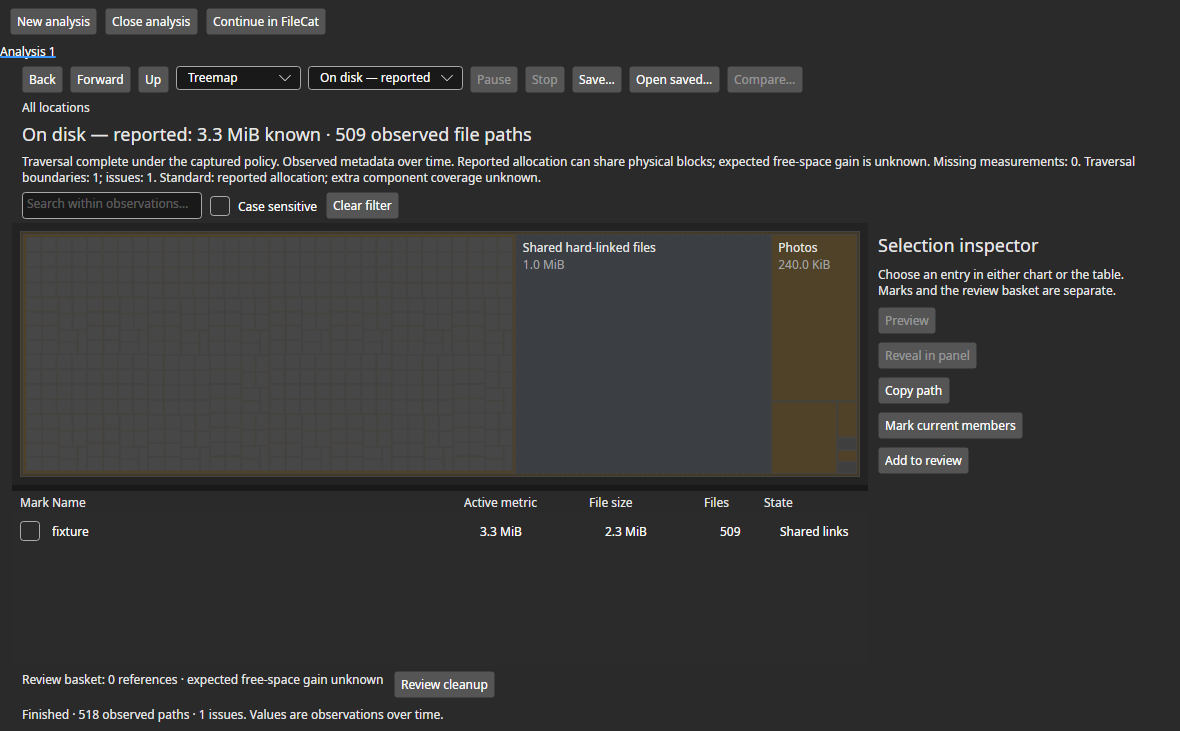 New analysis Close analysis Continue in FileCat
Analysis 1
Back Forward Up Treemap On disk — reported Pause Stop Save... Open saved... Compare...
All locations
On disk — reported: 3.3 MiB known · 509 observed file paths
Traversal complete under the captured policy. Observed metadata over time. Reported allocation can share physical blocks; expected free-space gain is unknown. Missing measurements: 0. Traversal
boundaries: 1; issues: 1. Standard: reported allocation; extra component coverage unknown.
Search within observations... Case sensitive Clear filter
Shared hard-linked files
1.0 MiB
Photos
240.0 KiB
Selection inspector
Choose an entry in either chart or the table.
Marks and the review basket are separate.
Preview
Reveal in panel
Copy path
Mark current members
Add to review
Mark Name Active metric File size Files State
fixture 3.3 MiB 2.3 MiB 509 Shared links
Review basket: 0 references · expected free-space gain unknown Review cleanup
Finished · 518 observed paths · 1 issues. Values are observations over time.